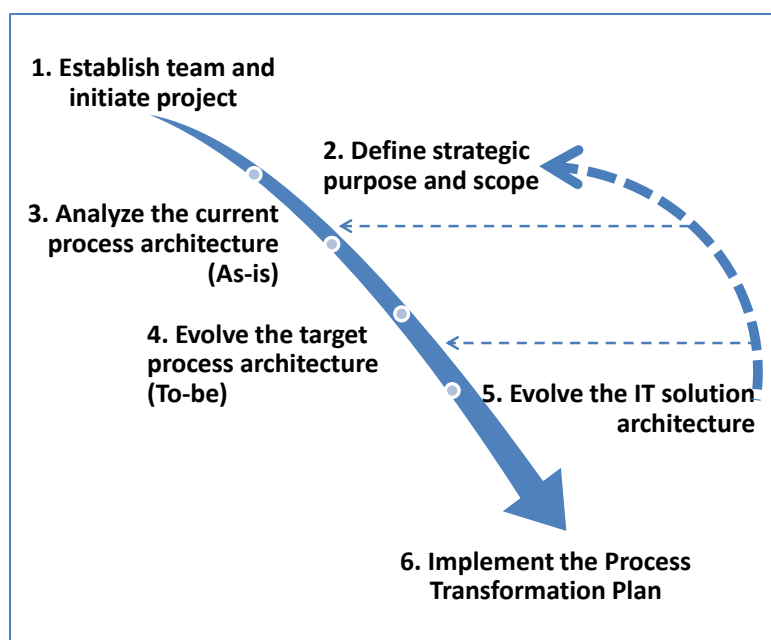 1. Establish team and
initiate project
2. Define strategic
purpose and scope
3. Analyze the current
process architecture
(As-is)
4. Evolve the target
process architecture
(To-be)
5. Evolve the IT solution
architecture
6. Implement the Process
Transformation Plan